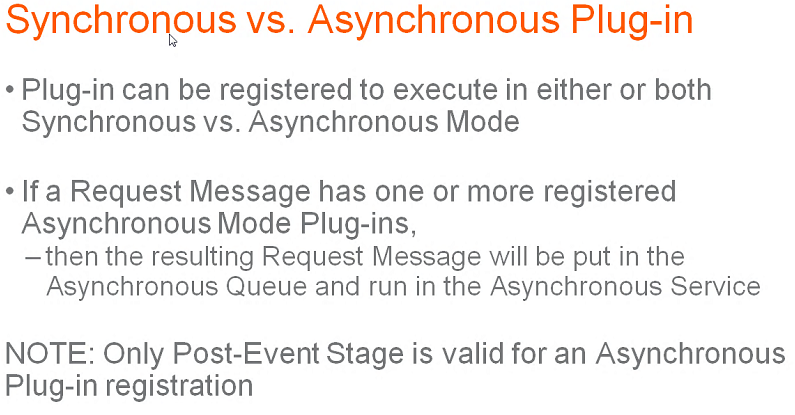 Synchronous vs. Asynchronous Plug-in
• Plug-in can be registered to execute in either or both
Synchronous vs. Asynchronous Mode
• If a Request Message has one or more registered
Asynchronous Mode Plug-ins,
– then the resulting Request Message will be put in the
Asynchronous Queue and run in the Asynchronous Service
NOTE: Only Post-Event Stage is valid for an Asynchronous
Plug-in registration